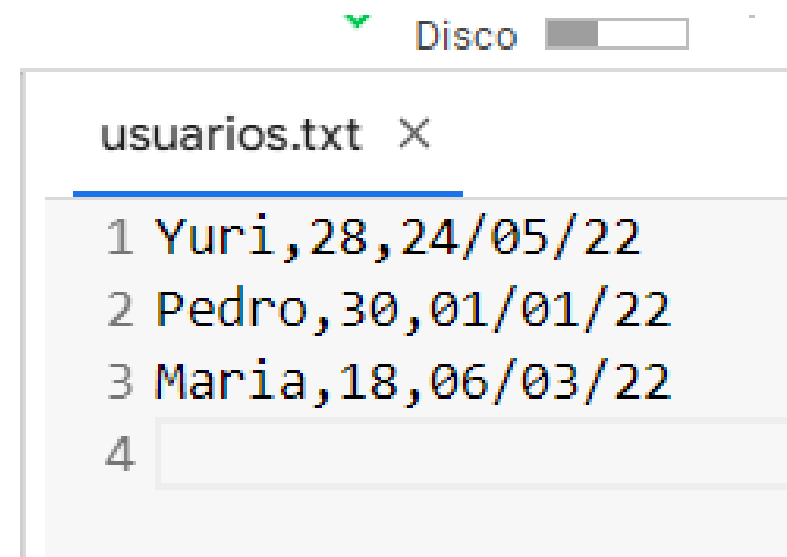 Disco
usuarios.txt
1 Yuri,28,24/05/22
2 Pedro,30,01/01/22
3 Maria,18,06/03/22
4